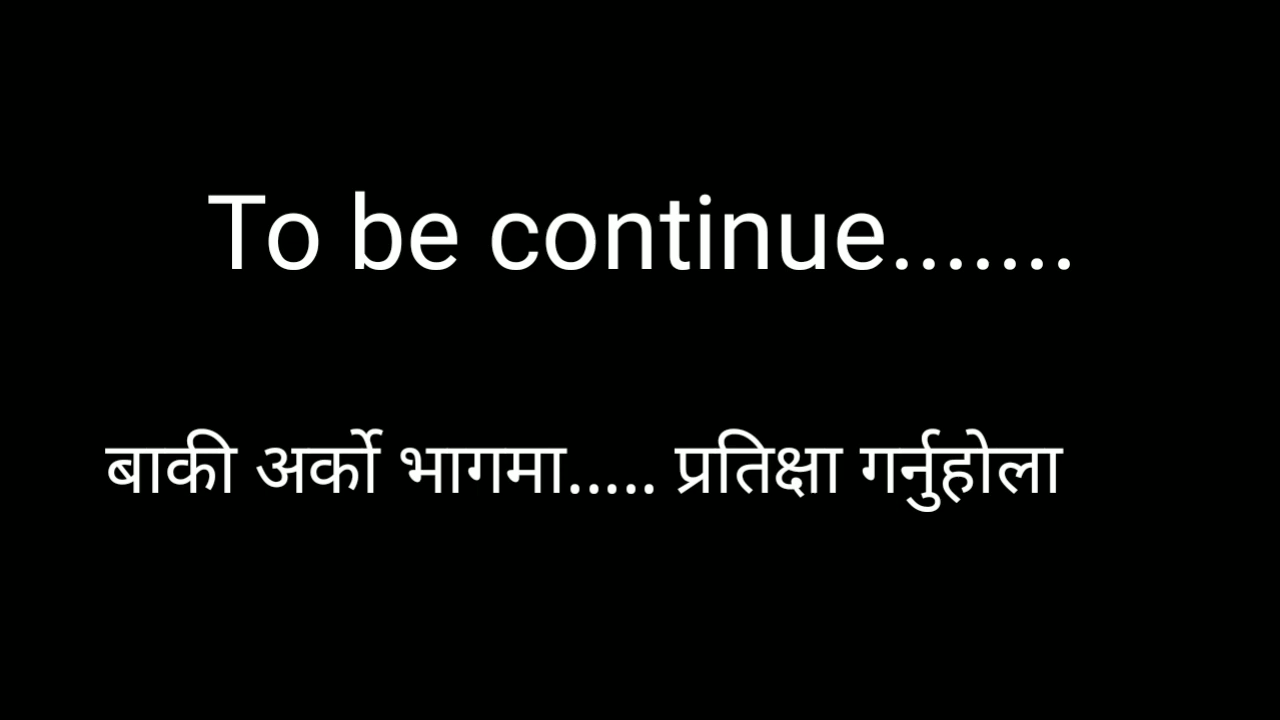 To be continue.......
बाकी अर्को भागमा..... प्रतिक्षा गर्नुहोला